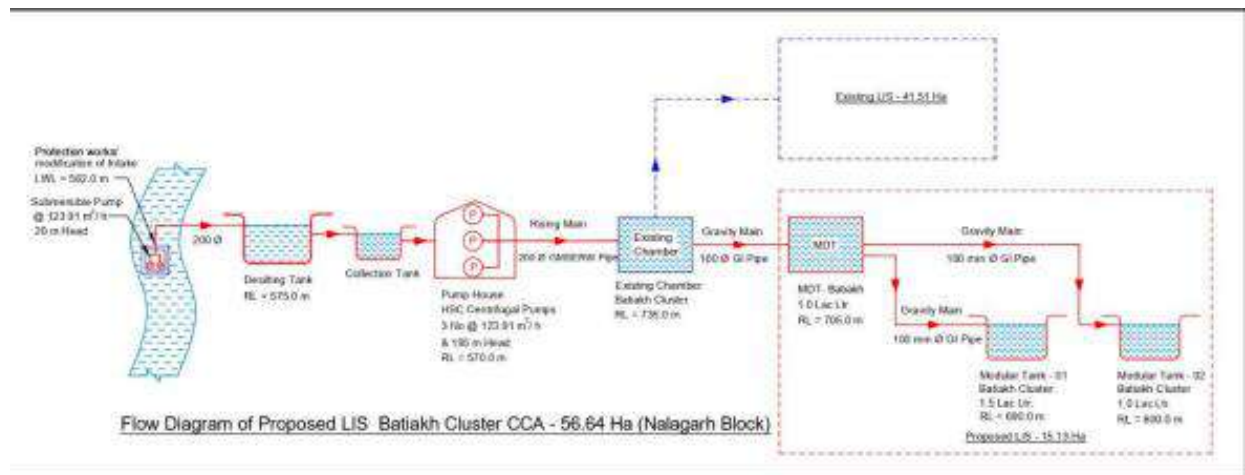 Existing LIS - 41.51 Ha
Protection works/
modification of Intake
LWL = 562.0 m
Submersible Pump
@ 123.91 m³/ h
20 m Head
200 Ø
Desilting Tank
RL = 575.0 m
Collection Tank
P
P
P
Pump House
HSC Centrifugal Pumps
3 No @ 123.91 m³/ h
& 195 m Head
RL = 570.0 m
Rising Main
200 Ø Pipe
Existing
Chamber
Existing Chamber
Batiakh Cluster
RL = 735.0 m
Gravity Main
100 Ø GI Pipe
MDT
MDT- Batiakh
1.0 Lac Ltr
RL = 705.0 m
Gravity Main
100 mm Ø GI Pipe
Gravity Main
100 mm Ø GI Pipe
Modular Tank - 01
Batiakh Cluster
1.5 Lac Ltr.
RL = 690.0 m
Modular Tank - 02
Batiakh Cluster
1.0 Lac Ltr
RL = m
Proposed LIS - 15.13 Ha
Flow Diagram of Proposed LIS Batiakh Cluster CCA - 56.64 Ha (Nalagarh Block)